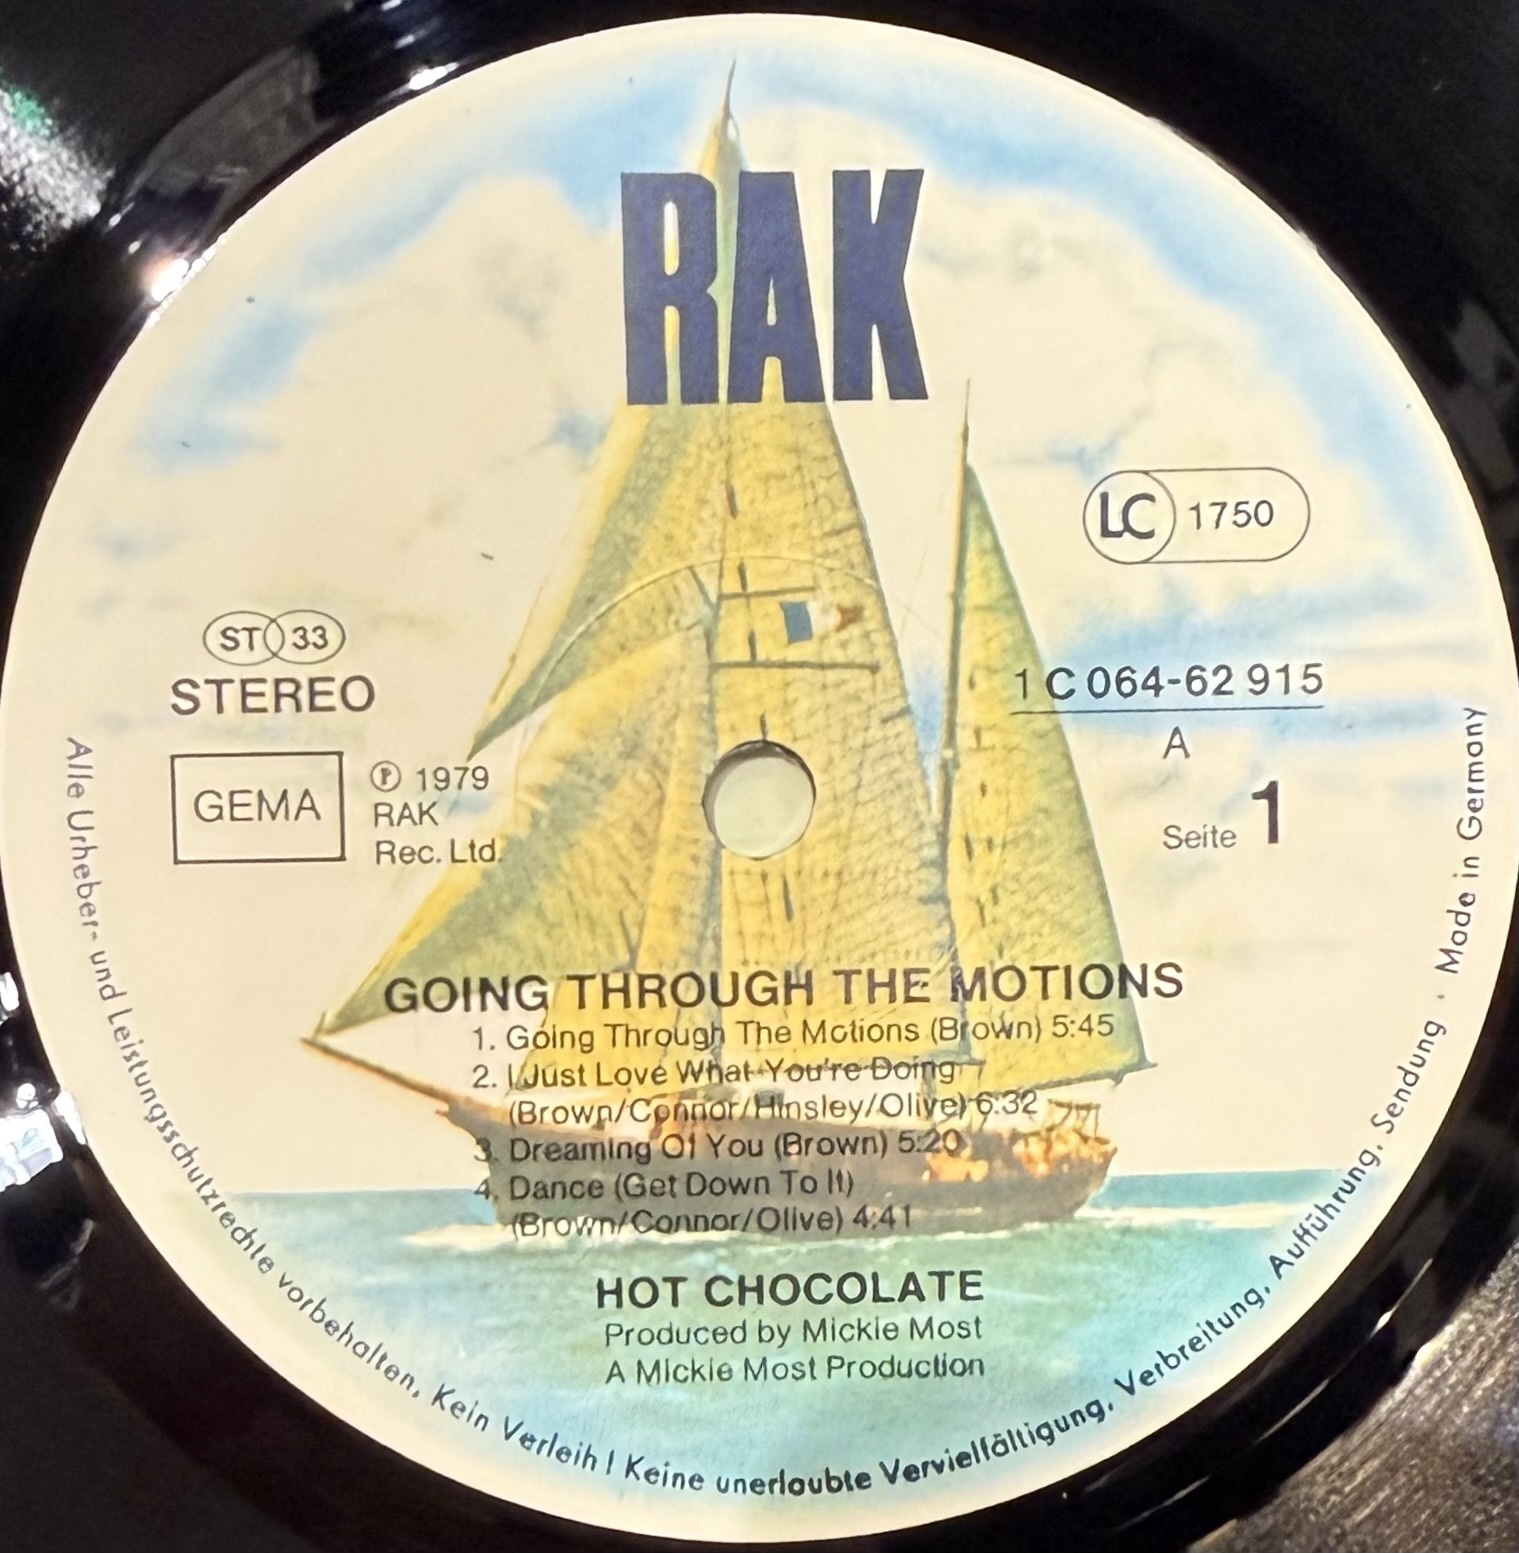 RAK
LC 1750
ST 33
STEREO
1 C 064-62 915
A
GEMA
℗ 1979
RAK
Rec. Ltd.
Seite 1
GOING THROUGH THE MOTIONS
1. Going Through The Motions (Brown) 5:45
2. I Just Love What You're Doing
(Brown/Connor/Hinsley/Olive) 6:32
3. Dreaming Of You (Brown) 5:20
4. Dance (Get Down To It)
(Brown/Connor/Olive) 4:41
HOT CHOCOLATE
Produced by Mickie Most
A Mickie Most Production
Alle Urheber- und Leistungsschutzrechte vorbehalten. Kein Verleih! Keine unerlaubte Vervielfältigung. Verbreitung. Aufführung. Sendung · Made in Germany